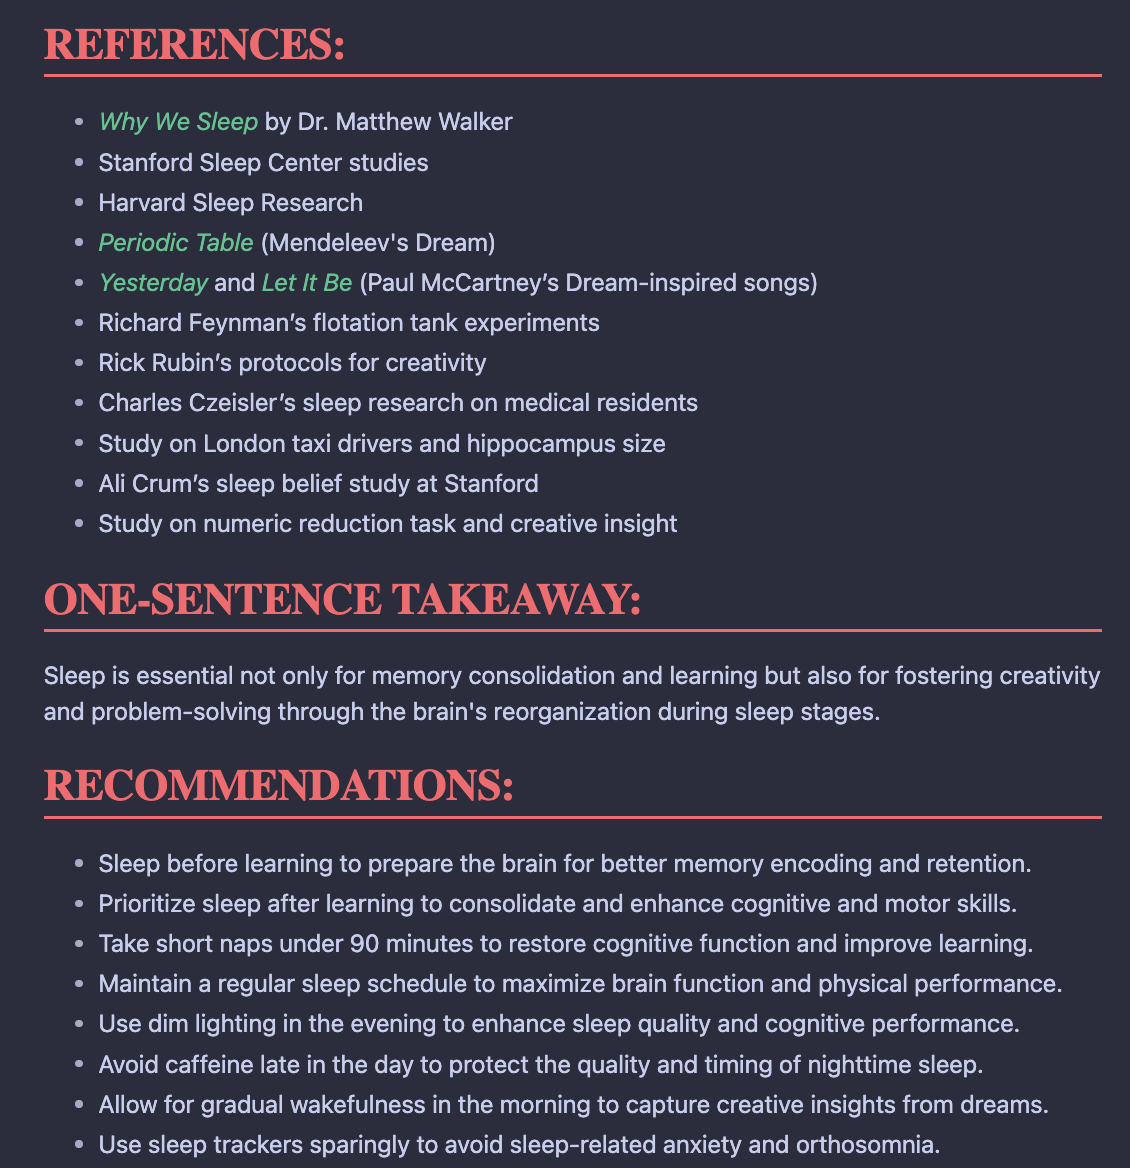 REFERENCES:
• Why We Sleep by Dr. Matthew Walker
• Stanford Sleep Center studies
• Harvard Sleep Research
• Periodic Table (Mendeleev's Dream)
• Yesterday and Let It Be (Paul McCartney’s Dream-inspired songs)
• Richard Feynman’s flotation tank experiments
• Rick Rubin’s protocols for creativity
• Charles Czeisler’s sleep research on medical residents
• Study on London taxi drivers and hippocampus size
• Ali Crum’s sleep belief study at Stanford
• Study on numeric reduction task and creative insight
ONE-SENTENCE TAKEAWAY:
Sleep is essential not only for memory consolidation and learning but also for fostering creativity
and problem-solving through the brain's reorganization during sleep stages.
RECOMMENDATIONS:
• Sleep before learning to prepare the brain for better memory encoding and retention.
• Prioritize sleep after learning to consolidate and enhance cognitive and motor skills.
• Take short naps under 90 minutes to restore cognitive function and improve learning.
• Maintain a regular sleep schedule to maximize brain function and physical performance.
• Use dim lighting in the evening to enhance sleep quality and cognitive performance.
• Avoid caffeine late in the day to protect the quality and timing of nighttime sleep.
• Allow for gradual wakefulness in the morning to capture creative insights from dreams.
• Use sleep trackers sparingly to avoid sleep-related anxiety and orthosomnia.